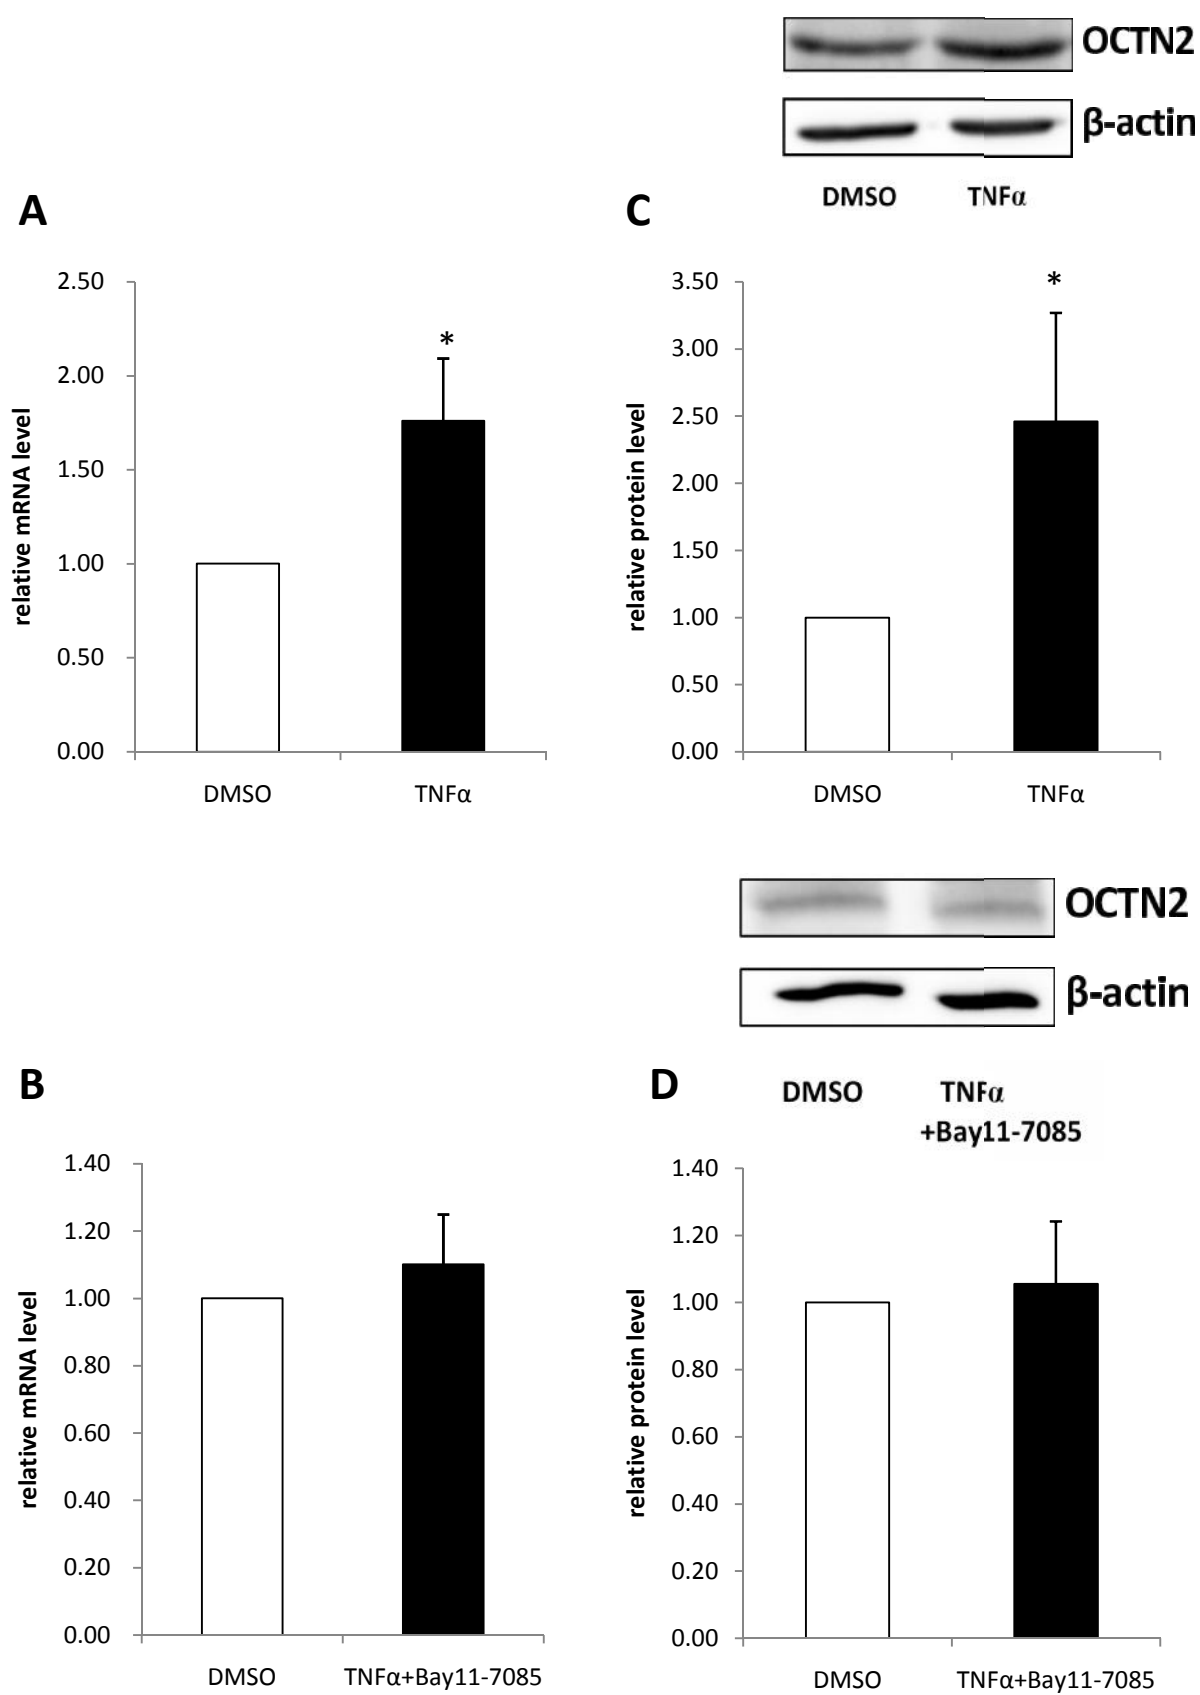 OCTN2
β-actin
DMSO TNFα
A
C
2.50
2.00
1.50
1.00
0.50
0.00
relative mRNA level
*
DMSO TNFα
3.50
3.00
2.50
2.00
1.50
1.00
0.50
0.00
relative protein level
*
DMSO TNFα
OCTN2
β-actin
DMSO TNFα
+Bay11-7085
B
D
1.40
1.20
1.00
0.80
0.60
0.40
0.20
0.00
relative mRNA level
DMSO TNFα+Bay11-7085
1.40
1.20
1.00
0.80
0.60
0.40
0.20
0.00
relative protein level
DMSO TNFα+Bay11-7085